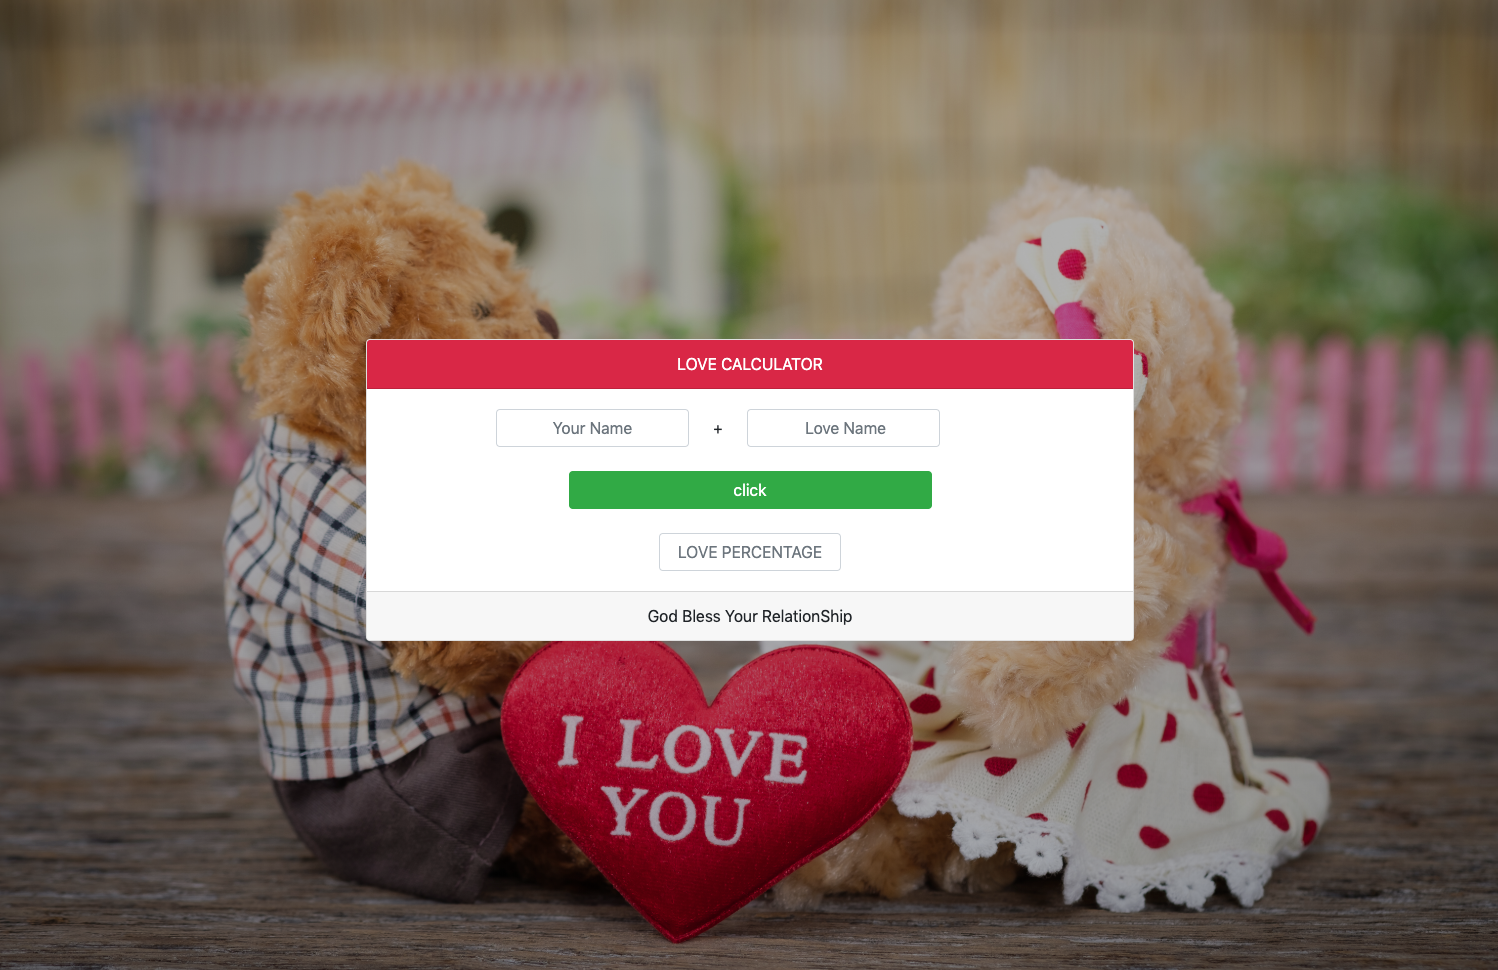 LOVE CALCULATOR
Your Name + Love Name
click
LOVE PERCENTAGE
God Bless Your RelationShip
I LOVE
YOU